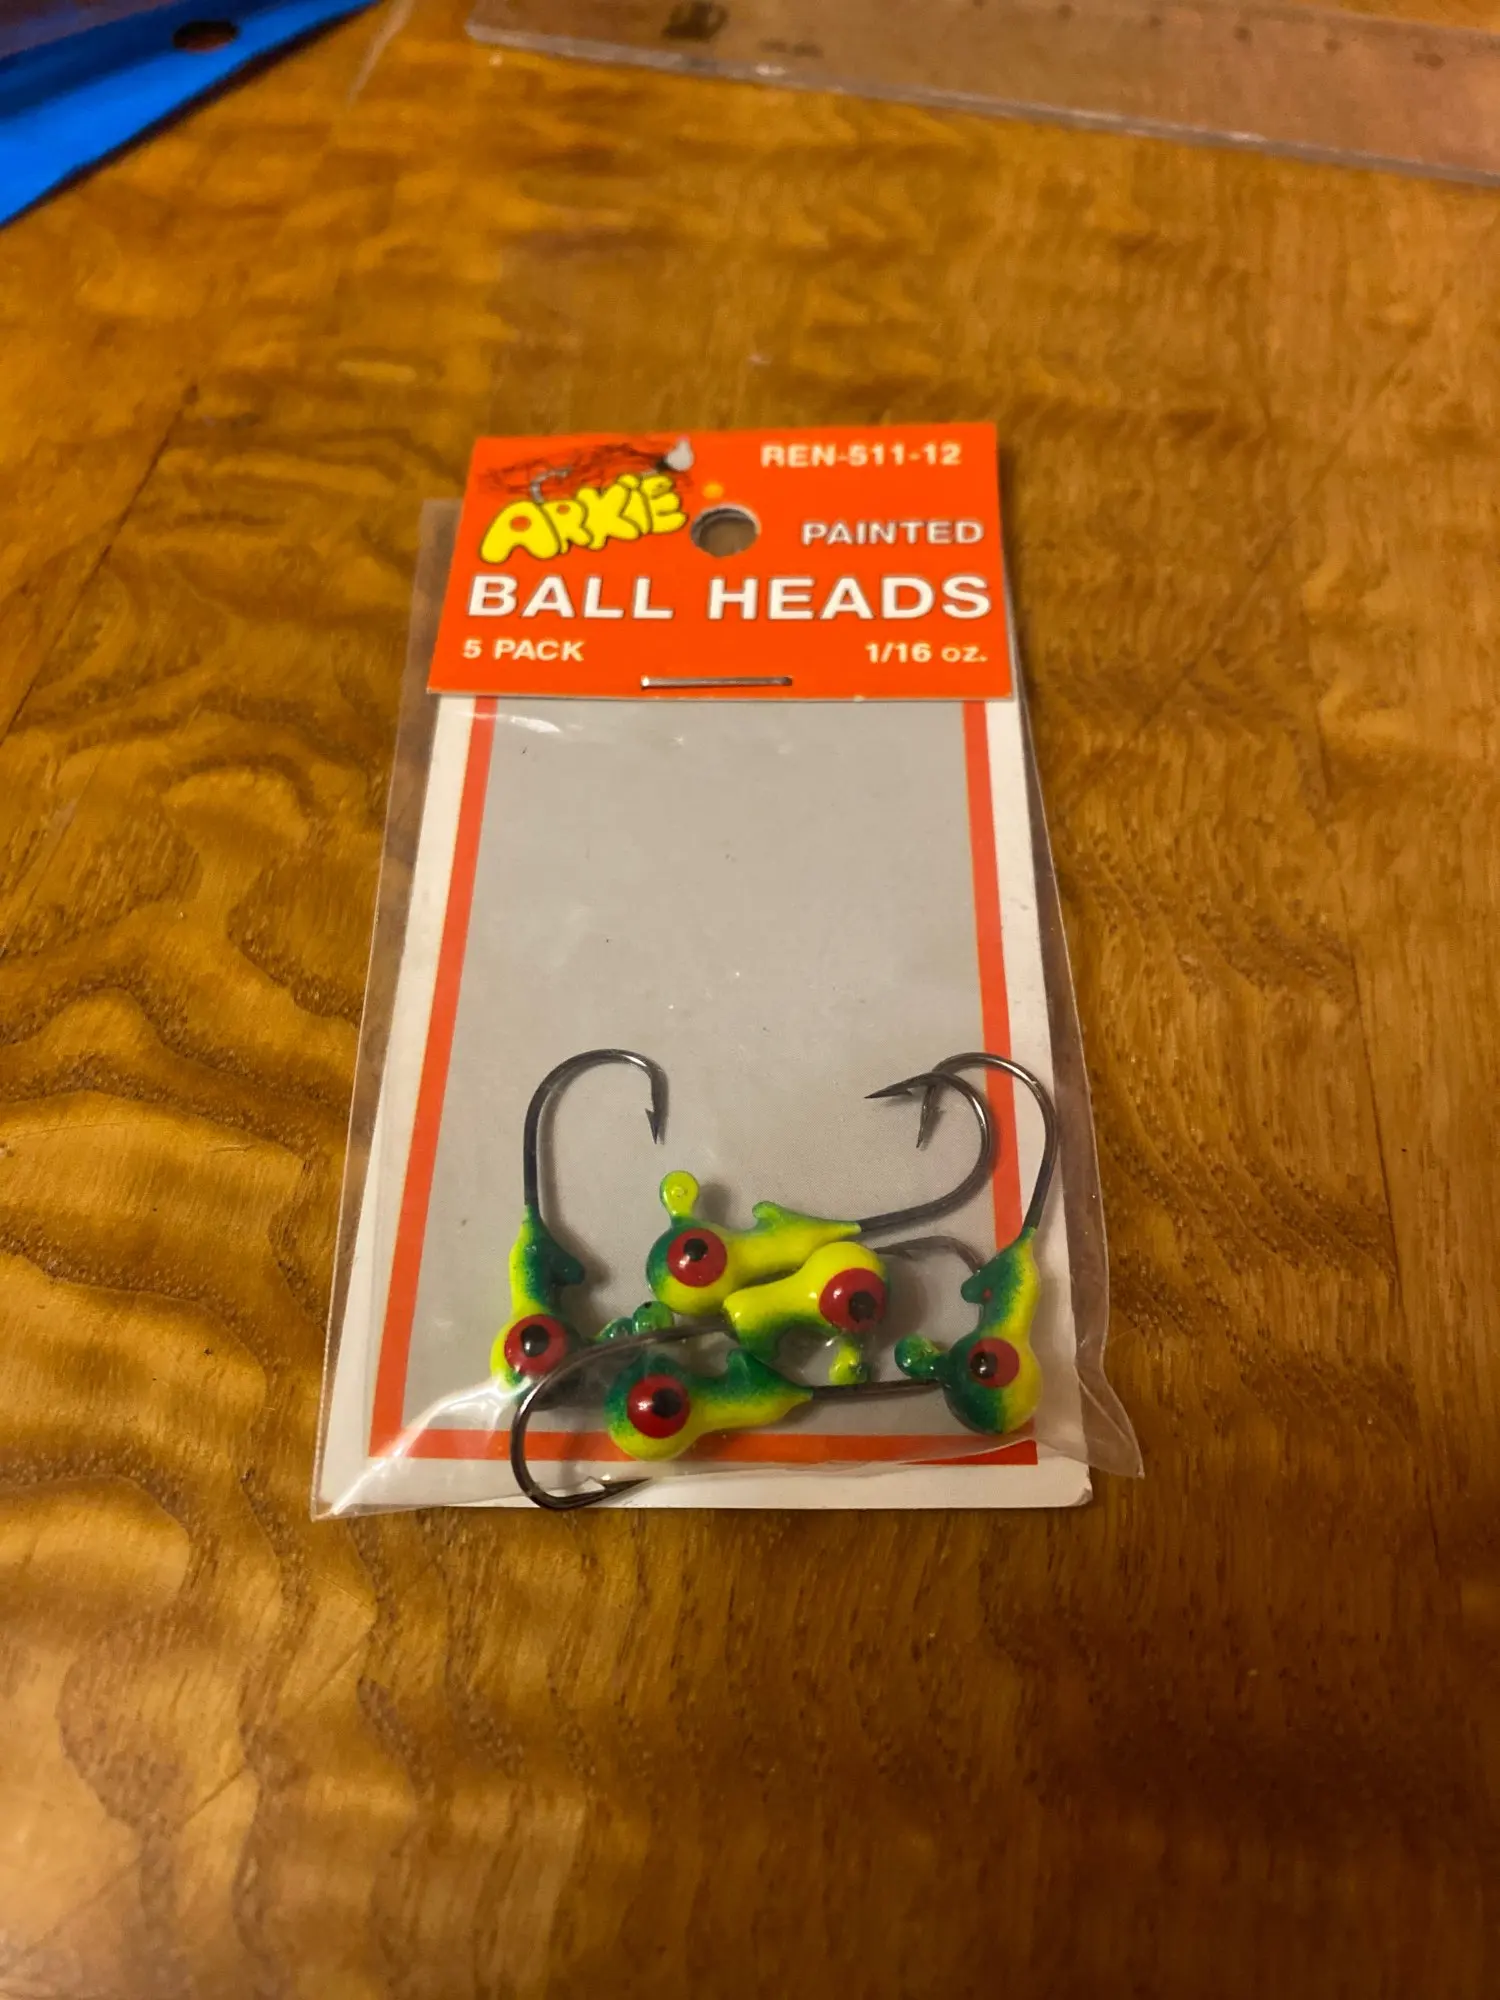 REN-511-12
ARKIE
PAINTED
BALL HEADS
5 PACK
1/16 oz.